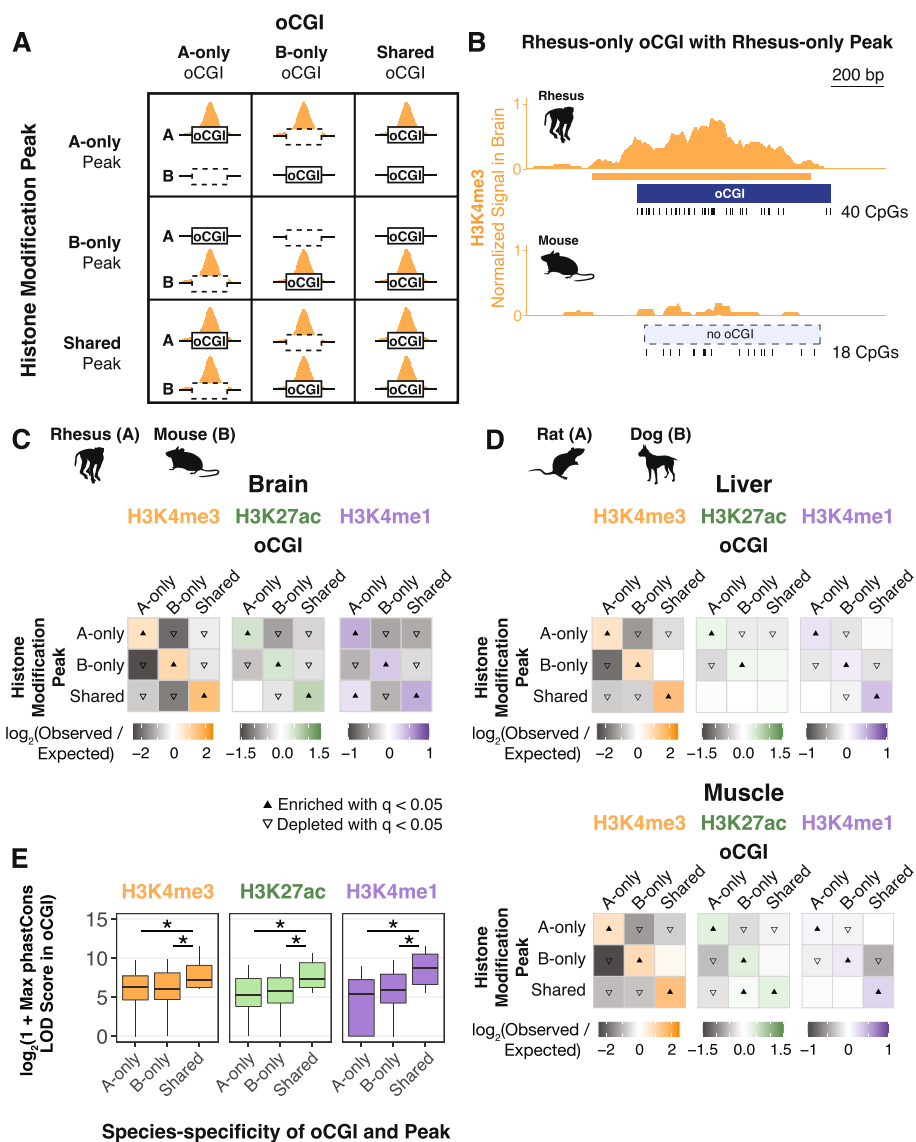 A
oCGI
A-only
oCGI
B-only
oCGI
Shared
oCGI
Histone Modification Peak
A-only
Peak
A
oCGI
oCGI
B
oCGI
oCGI
B-only
Peak
A
oCGI
oCGI
B
oCGI
oCGI
Shared
Peak
A
oCGI
oCGI
B
oCGI
oCGI
B
Rhesus-only oCGI with Rhesus-only Peak
200 bp
H3K4me3
Normalized Signal in Brain
1
Rhesus
0
oCGI
40 CpGs
1
Mouse
0
no oCGI
18 CpGs
C
Rhesus (A)
Mouse (B)
Brain
H3K4me3
H3K27ac
H3K4me1
oCGI
A-only
B-only
Shared
A-only
B-only
Shared
A-only
B-only
Shared
Histone
Modification
Peak
A-only
B-only
Shared
log2(Observed /
Expected)
−2 0 2
−1.5 0.0 1.5
−1 0 1
▲ Enriched with q < 0.05
▽ Depleted with q < 0.05
D
Rat (A)
Dog (B)
Liver
H3K4me3
H3K27ac
H3K4me1
oCGI
A-only
B-only
Shared
A-only
B-only
Shared
A-only
B-only
Shared
Histone
Modification
Peak
A-only
B-only
Shared
log2(Observed /
Expected)
−2 0 2
−1.5 0.0 1.5
−1 0 1
Muscle
H3K4me3
H3K27ac
H3K4me1
oCGI
A-only
B-only
Shared
A-only
B-only
Shared
A-only
B-only
Shared
Histone
Modification
Peak
A-only
B-only
Shared
log2(Observed /
Expected)
−2 0 2
−1.5 0.0 1.5
−1 0 1
E
H3K4me3
H3K27ac
H3K4me1
log2(1 + Max phastCons
LOD Score in oCGI)
15
10
5
0
*
*
*
*
*
*
A-only
B-only
Shared
A-only
B-only
Shared
A-only
B-only
Shared
Species-specificity of oCGI and Peak